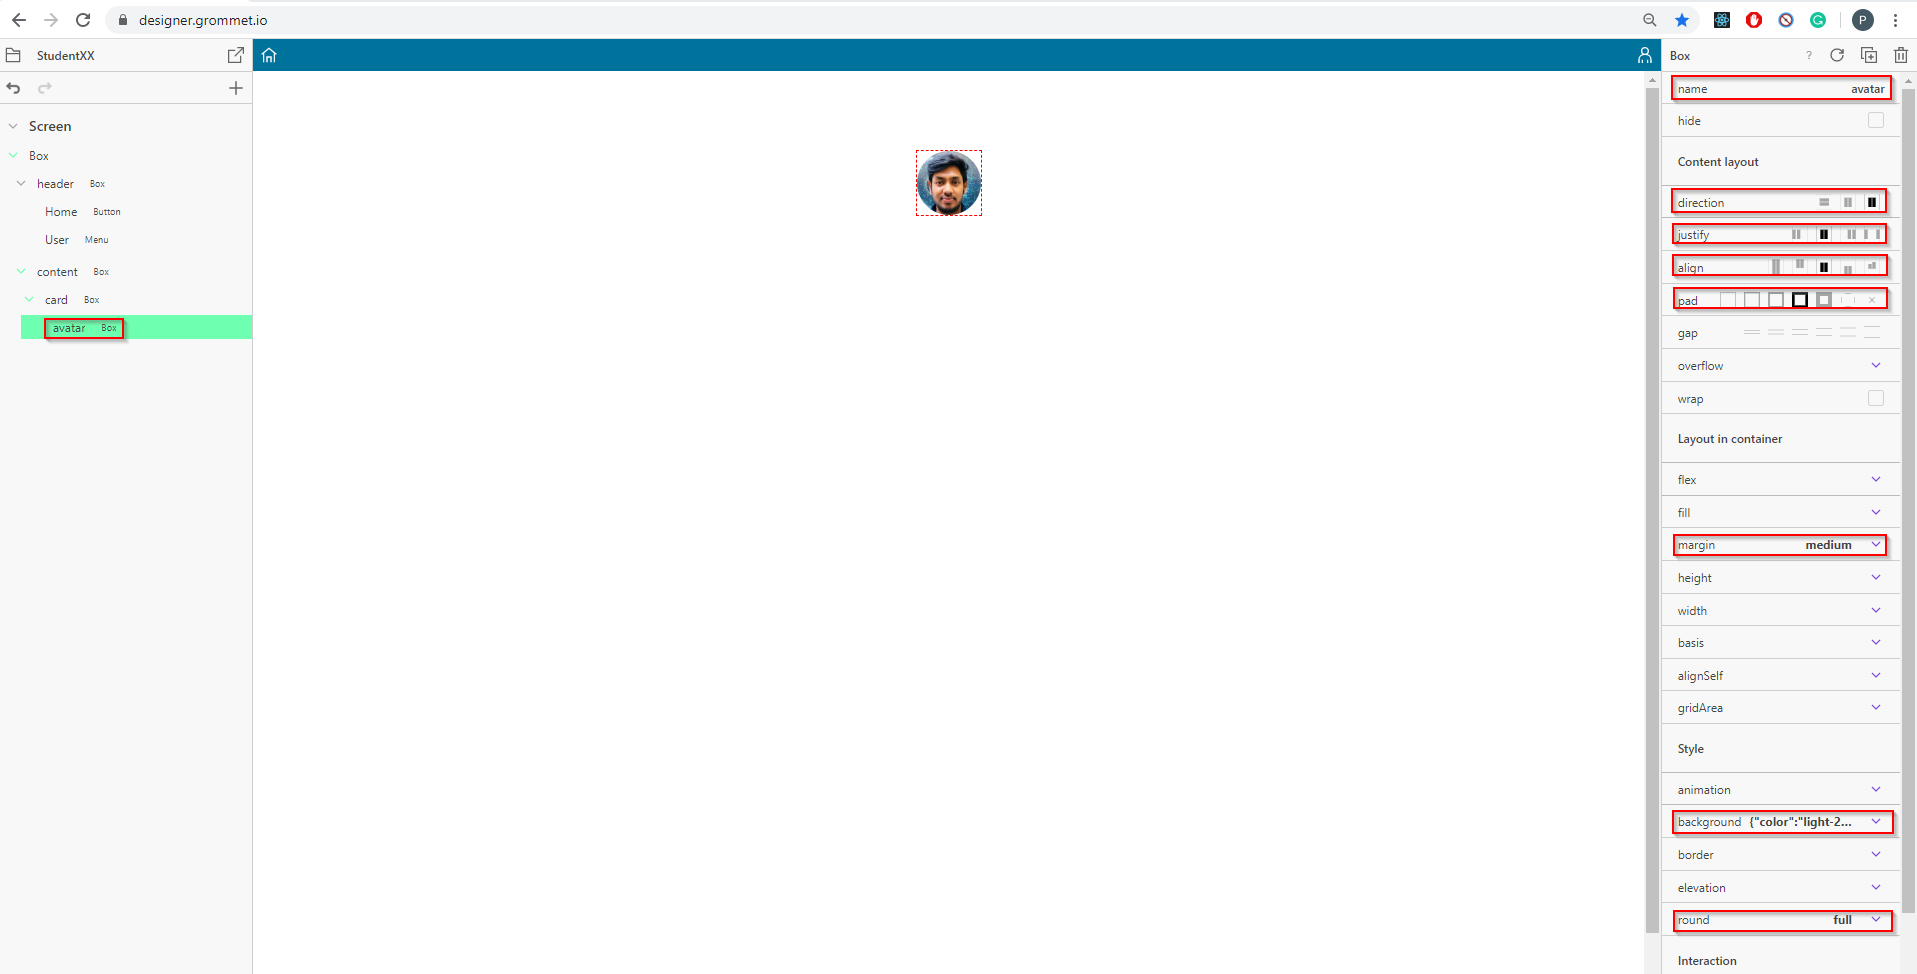 designer.grommet.io
P
StudentXX
Screen
Box
header Box
Home Button
User Menu
content Box
card Box
avatar Box
Box ?
name avatar
hide
Content layout
direction
justify
align
pad
gap
overflow
wrap
Layout in container
flex
fill
margin medium
height
width
basis
alignSelf
gridArea
Style
animation
background {"color":"light-2...
border
elevation
round full
Interaction